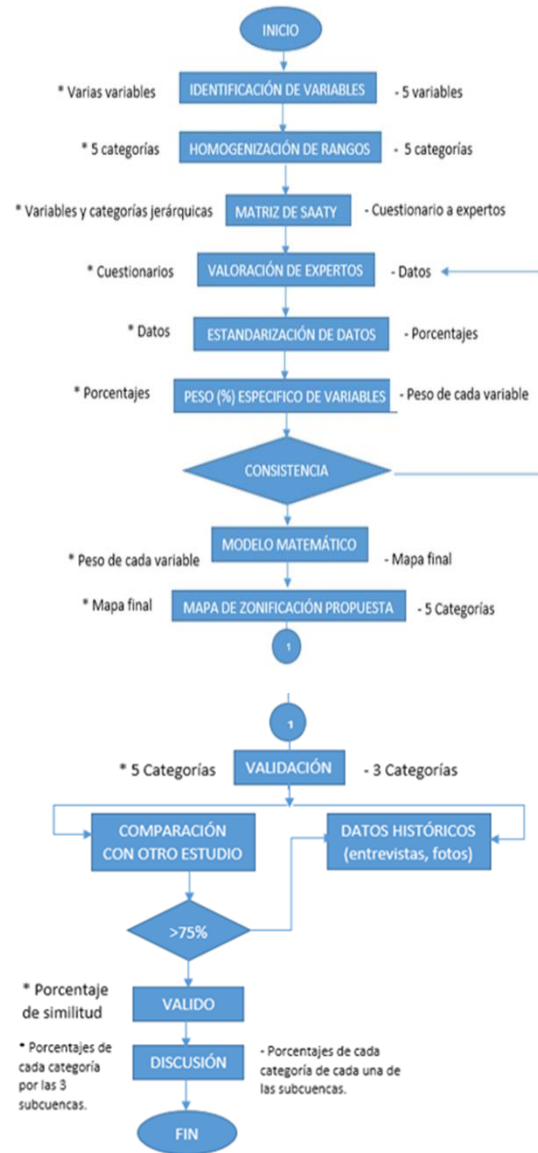 INICIO
* Varias variables
IDENTIFICACIÓN DE VARIABLES
- 5 variables
* 5 categorías
HOMOGENIZACIÓN DE RANGOS
- 5 categorías
* Variables y categorías jerárquicas
MATRIZ DE SAATY
- Cuestionario a expertos
* Cuestionarios
VALORACIÓN DE EXPERTOS
- Datos
* Datos
ESTANDARIZACIÓN DE DATOS
- Porcentajes
* Porcentajes
PESO (%) ESPECIFICO DE VARIABLES
- Peso de cada variable
CONSISTENCIA
* Peso de cada variable
MODELO MATEMÁTICO
- Mapa final
* Mapa final
MAPA DE ZONIFICACIÓN PROPUESTA
- 5 Categorías
1
1
* 5 Categorías
VALIDACIÓN
- 3 Categorías
COMPARACIÓN
CON OTRO ESTUDIO
DATOS HISTÓRICOS
(entrevistas, fotos)
>75%
* Porcentaje
de similitud
VALIDO
* Porcentajes de
cada categoría
por las 3
subcuencas.
DISCUSIÓN
- Porcentajes de cada
categoría de cada una de
las subcuencas.
FIN